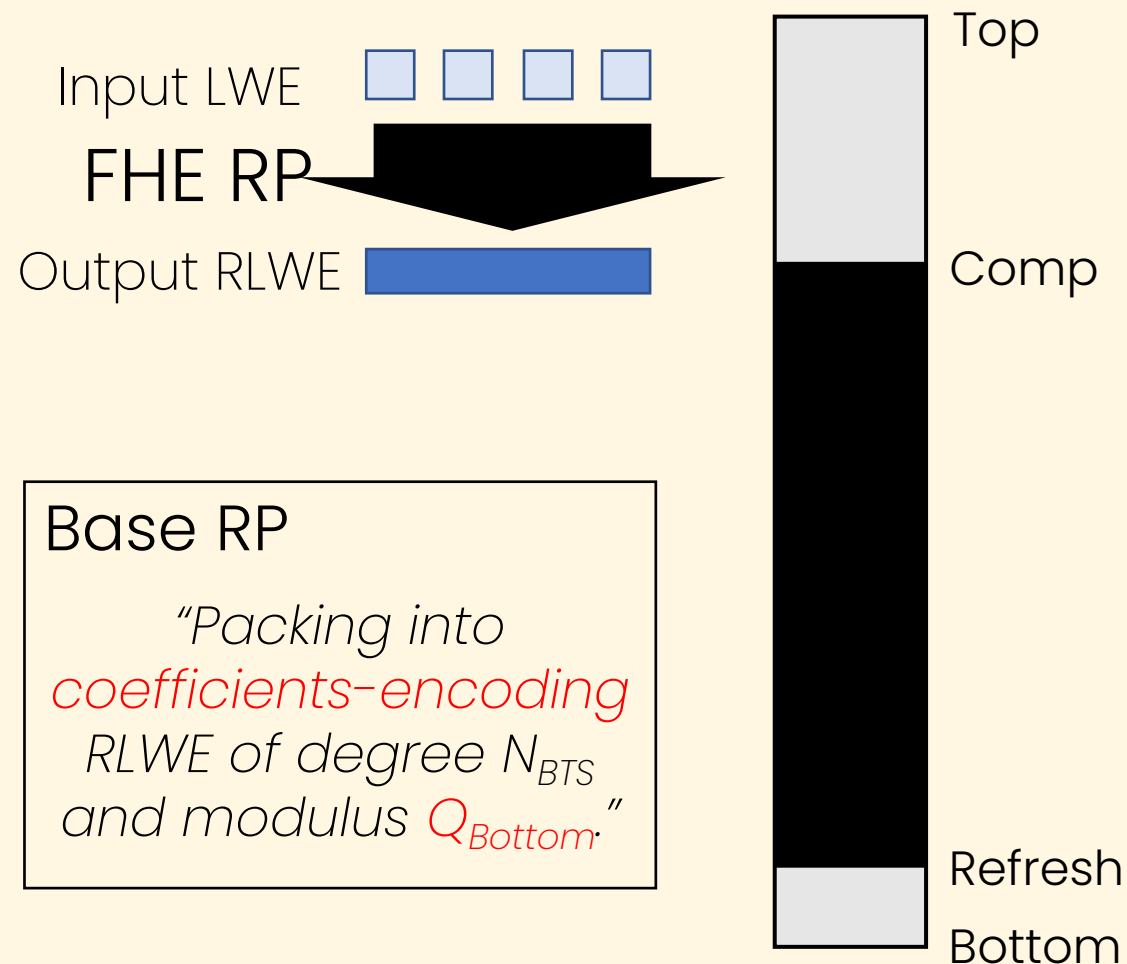 Input LWE
FHE RP
Output RLWE
Base RP
“Packing into
coefficients-encoding
RLWE of degree N_BTS
and modulus Q_Bottom.”
Top
Comp
Refresh
Bottom